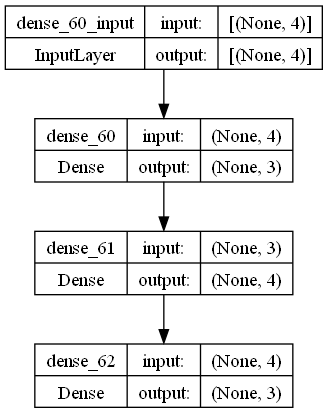 dense_60_input input: [(None, 4)]
InputLayer output: [(None, 4)]
dense_60 input: (None, 4)
Dense output: (None, 3)
dense_61 input: (None, 3)
Dense output: (None, 4)
dense_62 input: (None, 4)
Dense output: (None, 3)